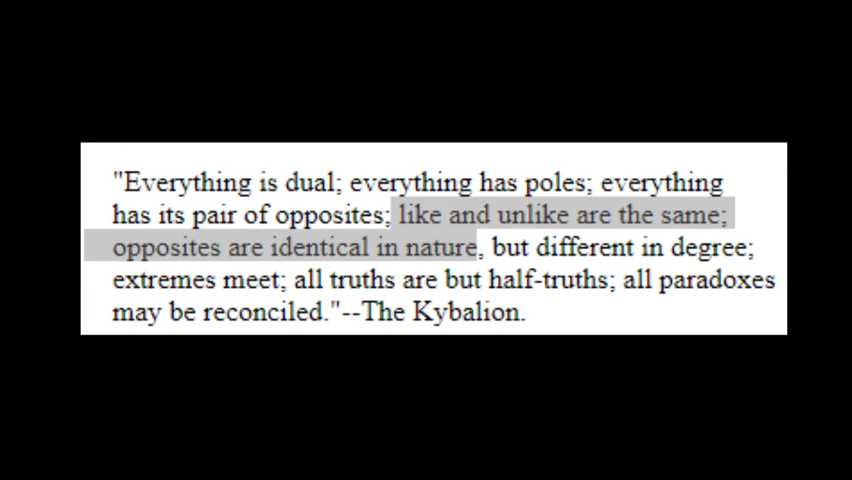 "Everything is dual; everything has poles; everything
has its pair of opposites; like and unlike are the same;
opposites are identical in nature, but different in degree;
extremes meet; all truths are but half-truths; all paradoxes
may be reconciled."--The Kybalion.